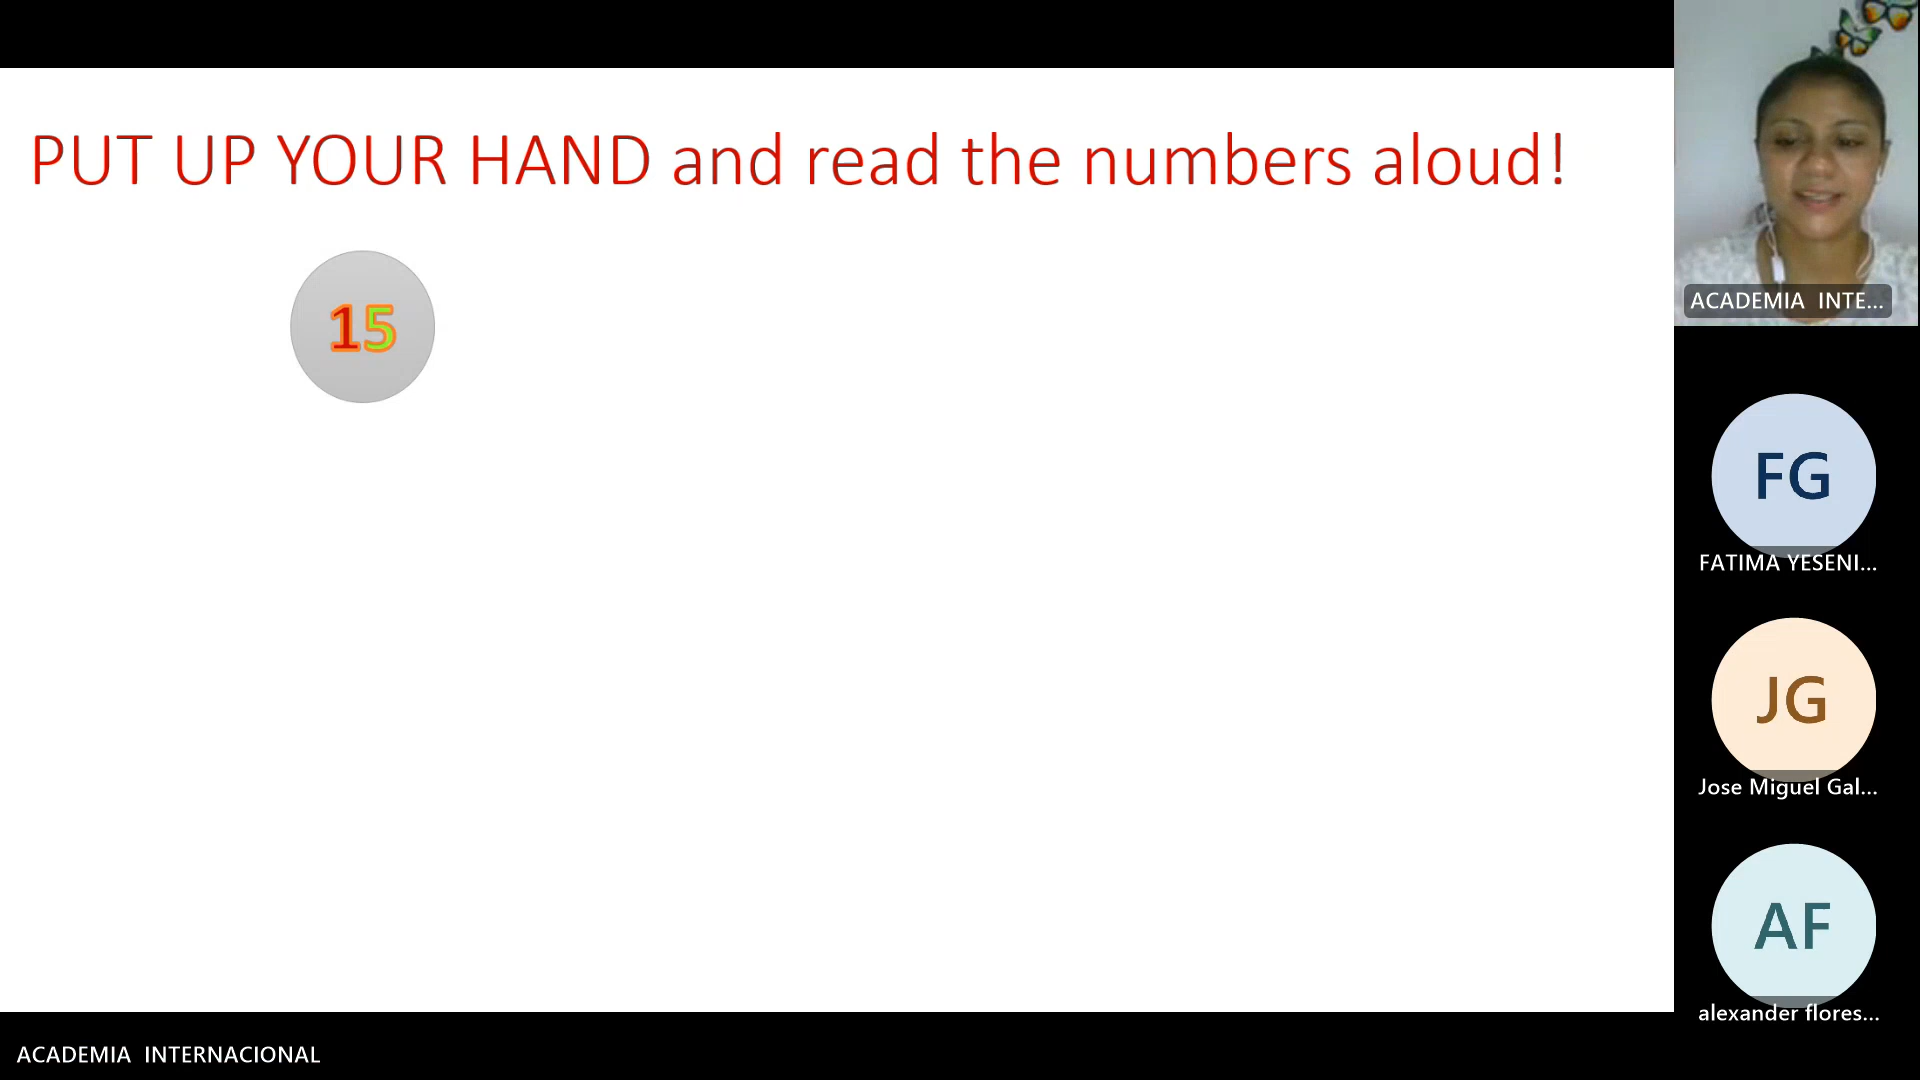 PUT UP YOUR HAND and read the numbers aloud!
15
ACADEMIA INTE...
FG
FATIMA YESENI...
JG
Jose Miguel Gal...
AF
alexander flores...
ACADEMIA INTERNACIONAL